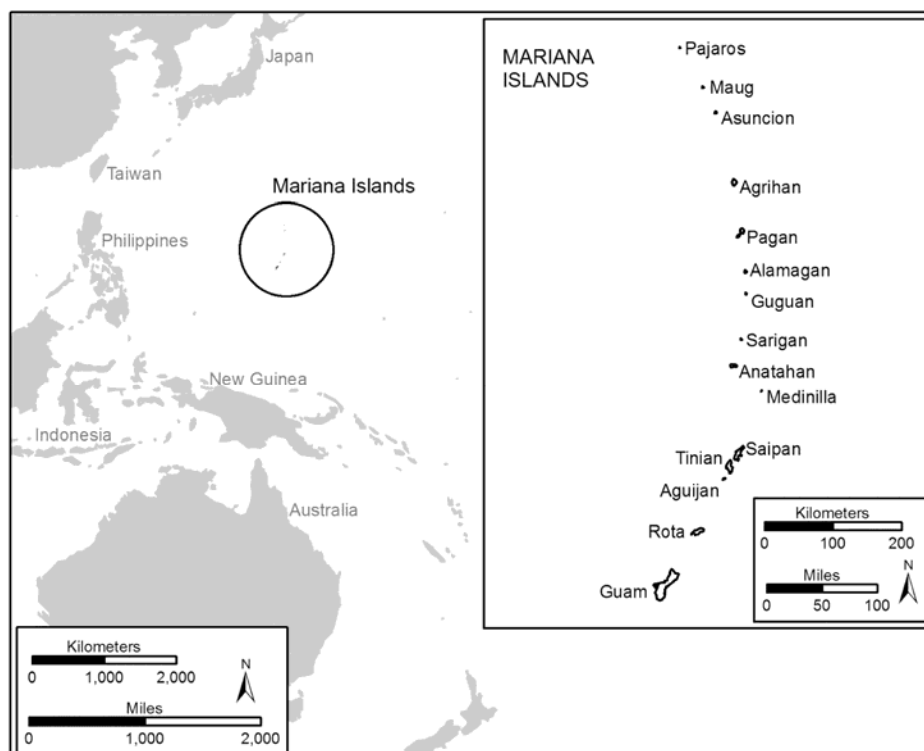 Japan
Taiwan
Mariana Islands
Philippines
New Guinea
Indonesia
Australia
Kilometers
0 1,000 2,000
N
Miles
0 1,000 2,000
MARIANA
ISLANDS
Pajaros
Maug
Asuncion
Agrihan
Pagan
Alamagan
Guguan
Sarigan
Anatahan
Medinilla
Saipan
Tinian
Aguijan
Rota
Guam
Kilometers
0 100 200
N
Miles
0 50 100